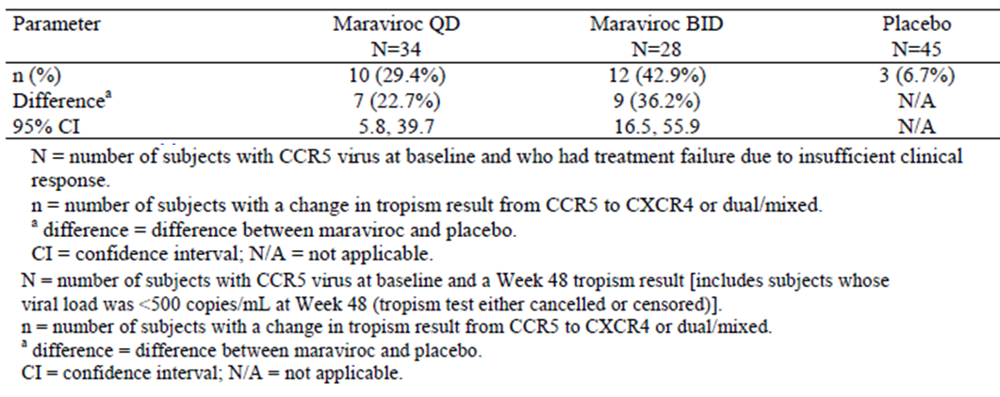 Parameter Maraviroc QD Maraviroc BID Placebo
N=34 N=28 N=45
n (%) 10 (29.4%) 12 (42.9%) 3 (6.7%)
Differenceᵃ 7 (22.7%) 9 (36.2%) N/A
95% CI 5.8, 39.7 16.5, 55.9 N/A
N = number of subjects with CCR5 virus at baseline and who had treatment failure due to insufficient clinical
response.
n = number of subjects with a change in tropism result from CCR5 to CXCR4 or dual/mixed.
ᵃ difference = difference between maraviroc and placebo.
CI = confidence interval; N/A = not applicable.
N = number of subjects with CCR5 virus at baseline and a Week 48 tropism result [includes subjects whose
viral load was <500 copies/mL at Week 48 (tropism test either cancelled or censored)].
n = number of subjects with a change in tropism result from CCR5 to CXCR4 or dual/mixed.
ᵃ difference = difference between maraviroc and placebo.
CI = confidence interval; N/A = not applicable.